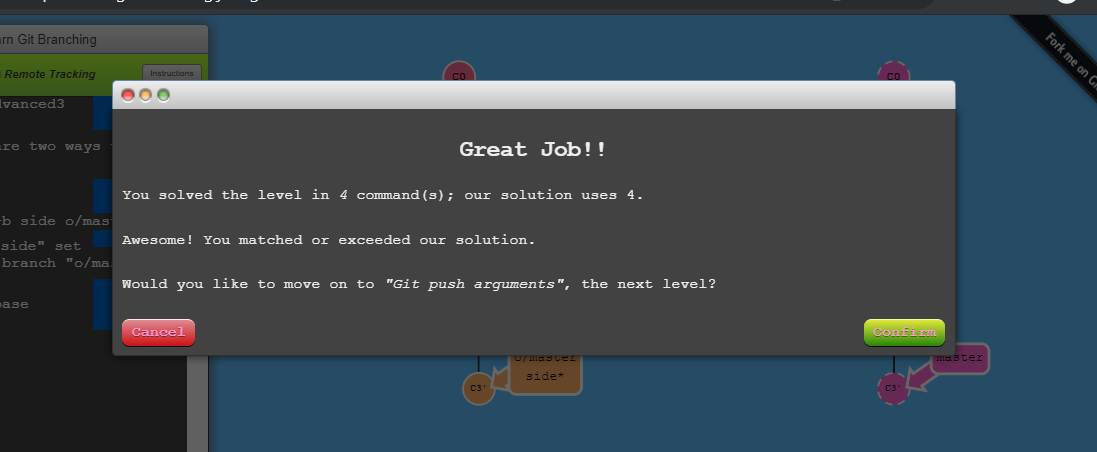 rn Git Branching
Remote Tracking
Instructions
dvanced3
are two ways
-b side o/mas
side" set
branch "o/ma
base
C0
C0
Fork me on Gi
Great Job!!
You solved the level in 4 command(s); our solution uses 4.
Awesome! You matched or exceeded our solution.
Would you like to move on to "Git push arguments", the next level?
Cancel
Confirm
o/master
side*
C3'
master
C3'